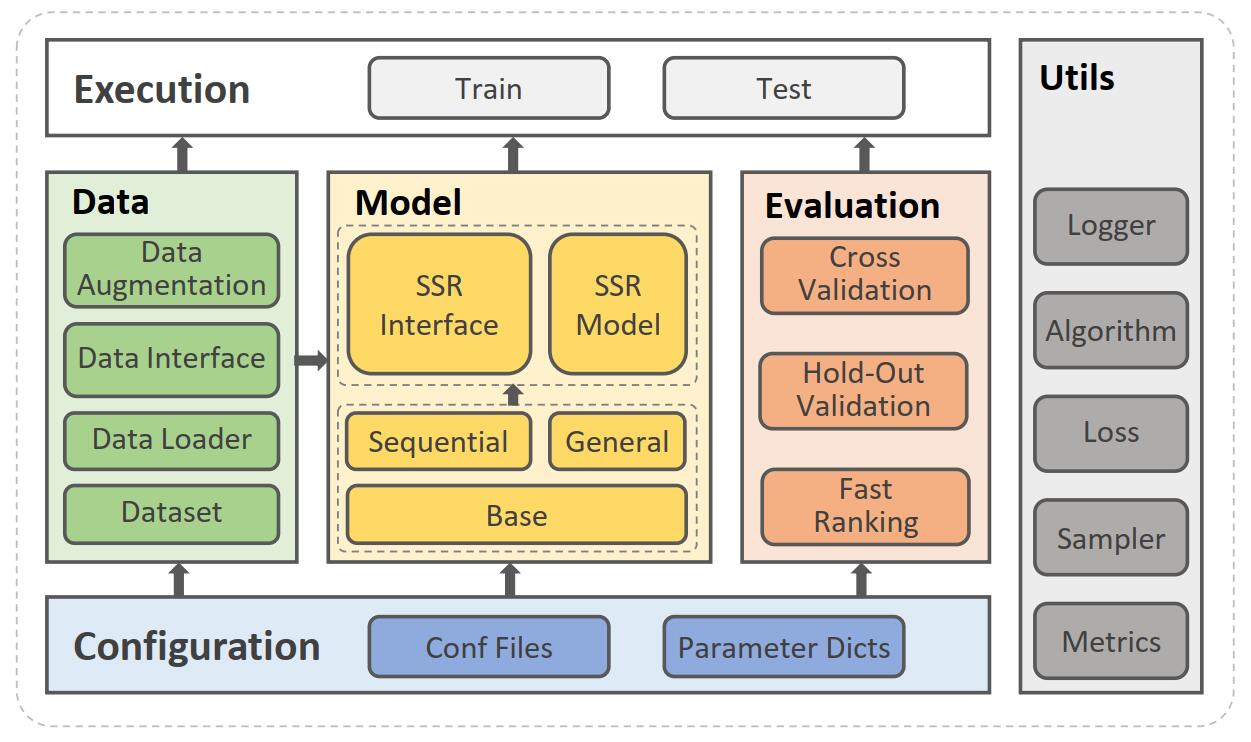 Execution
Train
Test
Utils
Data
Data
Augmentation
Data Interface
Data Loader
Dataset
Model
SSR
Interface
SSR
Model
Sequential
General
Base
Evaluation
Cross
Validation
Hold-Out
Validation
Fast
Ranking
Logger
Algorithm
Loss
Sampler
Metrics
Configuration
Conf Files
Parameter Dicts